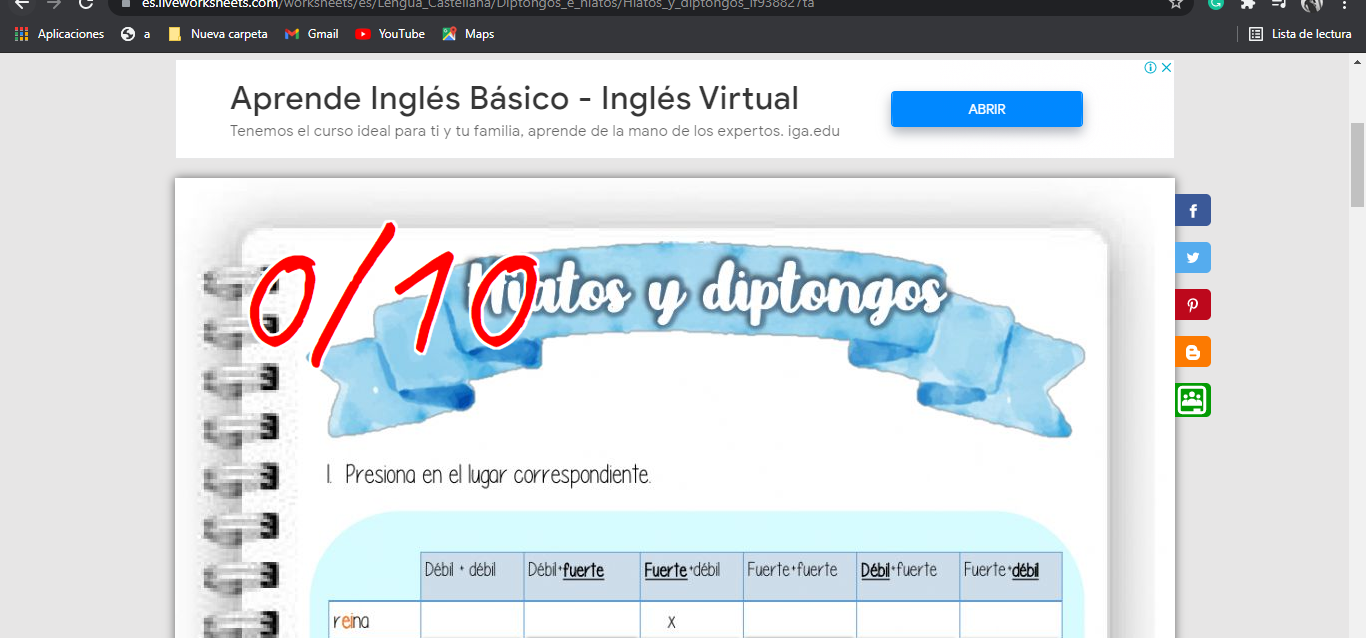 es.liveworksheets.com/worksheets/es/Lengua_Castellana/Diptongos_e_hiatos/Hiatos_y_diptongos_lf938827ta
Aplicaciones a Nueva carpeta Gmail YouTube Maps Lista de lectura
Aprende Inglés Básico - Inglés Virtual
Tenemos el curso ideal para ti y tu familia, aprende de la mano de los expertos. iga.edu
ABRIR
0/10
Hiatos y diptongos
1. Presiona en el lugar correspondiente.
Débil + débil Débil+fuerte Fuerte+débil Fuerte+fuerte Débil+fuerte Fuerte+débil
reina x